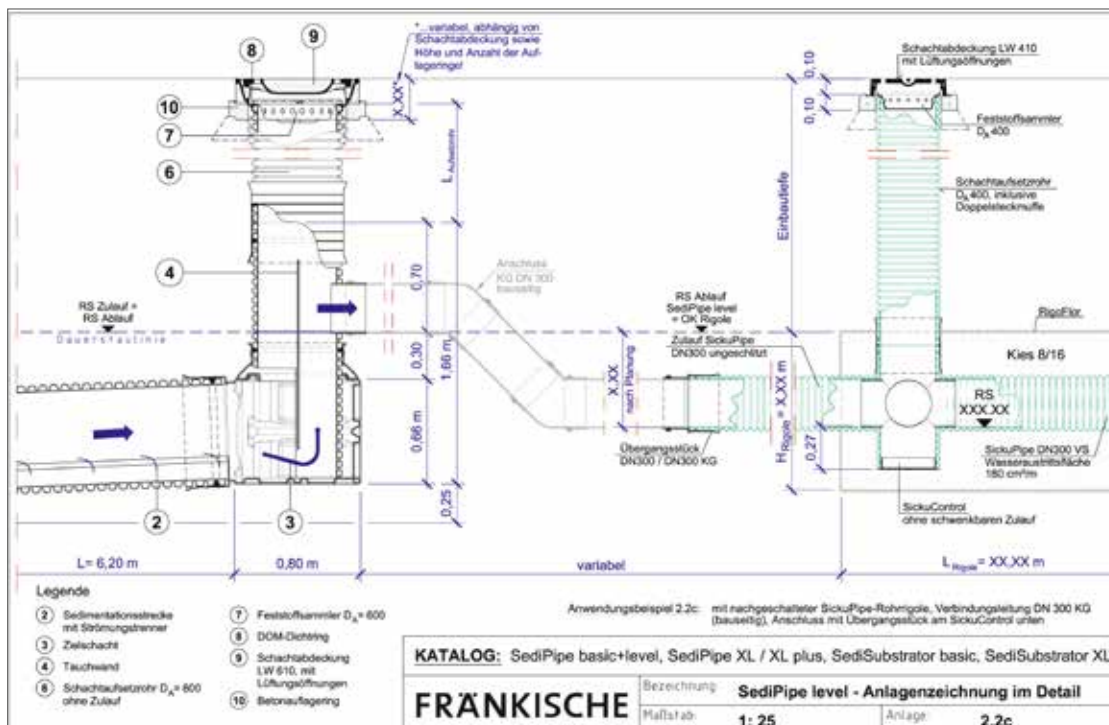 *...variabel, abhängig von
Schachtabdeckung sowie
Höhe und Anzahl der Auf-
lageringe!
8
9
10
7
6
4
X,XX*
L Aufsetzrohr
0,70
0,30
0,66 m
1,66 m
0,25
RS Zulauf =
RS Ablauf
Dauerstaulinie
Anschluss
KG DN 300
bauseitig
RS Ablauf
SediPipe level
= OK Rigole
Zulauf SickuPipe
DN300 ungeschlitzt
X,XX
nach Planung
Übergangsstück
DN300 / DN300 KG
H Rigole = X,XX m
Einbautiefe
0,10
0,10
Schachtabdeckung LW 410
mit Lüftungsöffnungen
Feststoffsammler
DA 400
Schachtaufsetzrohr
DA 400, inklusive
Doppelsteckmuffe
RigoFlor
Kies 8/16
RS
XXX.XX
0,27
SickuPipe DN300 VS
Wasseraustrittsfläche
180 cm²/m
SickuControl
ohne schwenkbaren Zulauf
2
3
L= 6,20 m
0,80 m
variabel
L Rigole = XX,XX m
Legende
2 Sedimentationsstrecke
mit Strömungstrenner
3 Zielschacht
4 Tauchwand
6 Schachtaufsetzrohr DA= 600
ohne Zulauf
7 Feststoffsammler DA= 600
8 DOM-Dichtring
9 Schachtabdeckung
LW 610, mit
Lüftungsöffnungen
10 Betonauflagering
Anwendungsbeispiel 2.2c: mit nachgeschalteter SickuPipe-Rohrrigole, Verbindungsleitung DN 300 KG
(bauseitig), Anschluss mit Übergangsstück am SickuControl unten
KATALOG: SediPipe basic+level, SediPipe XL / XL plus, SediSubstrator basic, SediSubstrator XL
FRÄNKISCHE
Bezeichnung: SediPipe level - Anlagenzeichnung im Detail
Maßstab: 1: 25
Anlage: 2.2c